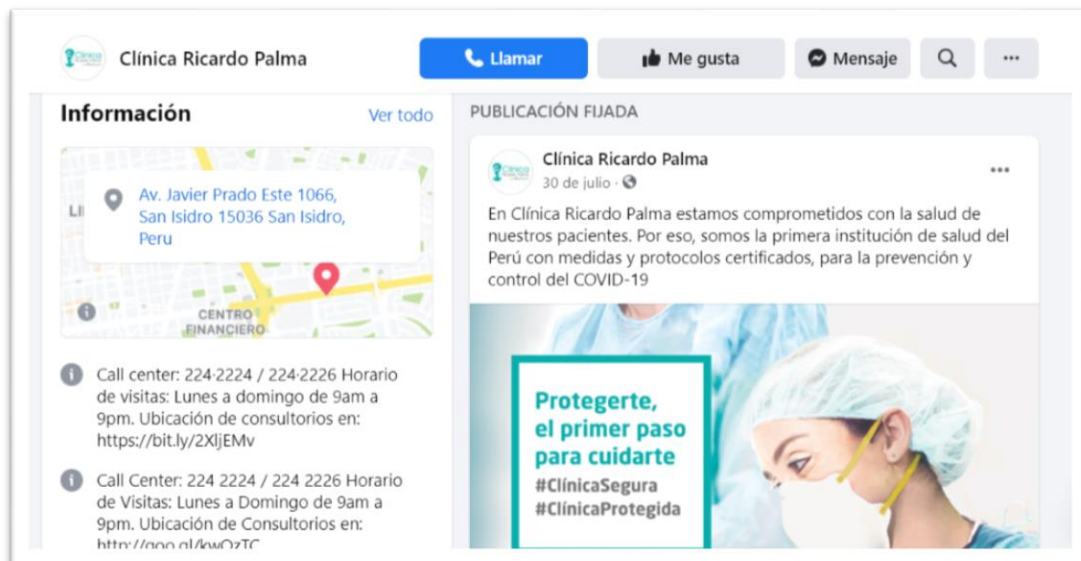 Clínica Ricardo Palma
Llamar
Me gusta
Mensaje
Información
Ver todo
Av. Javier Prado Este 1066,
San Isidro 15036 San Isidro,
Peru
LI
CENTRO
FINANCIERO
Call center: 224-2224 / 224-2226 Horario
de visitas: Lunes a domingo de 9am a
9pm. Ubicación de consultorios en:
https://bit.ly/2XljEMv
Call Center: 224 2224 / 224 2226 Horario
de Visitas: Lunes a Domingo de 9am a
9pm. Ubicación de Consultorios en:
http://goo.gl/kwOzTC
PUBLICACIÓN FIJADA
Clínica Ricardo Palma
30 de julio ·
En Clínica Ricardo Palma estamos comprometidos con la salud de
nuestros pacientes. Por eso, somos la primera institución de salud del
Perú con medidas y protocolos certificados, para la prevención y
control del COVID-19
Protegerte,
el primer paso
para cuidarte
#ClínicaSegura
#ClínicaProtegida